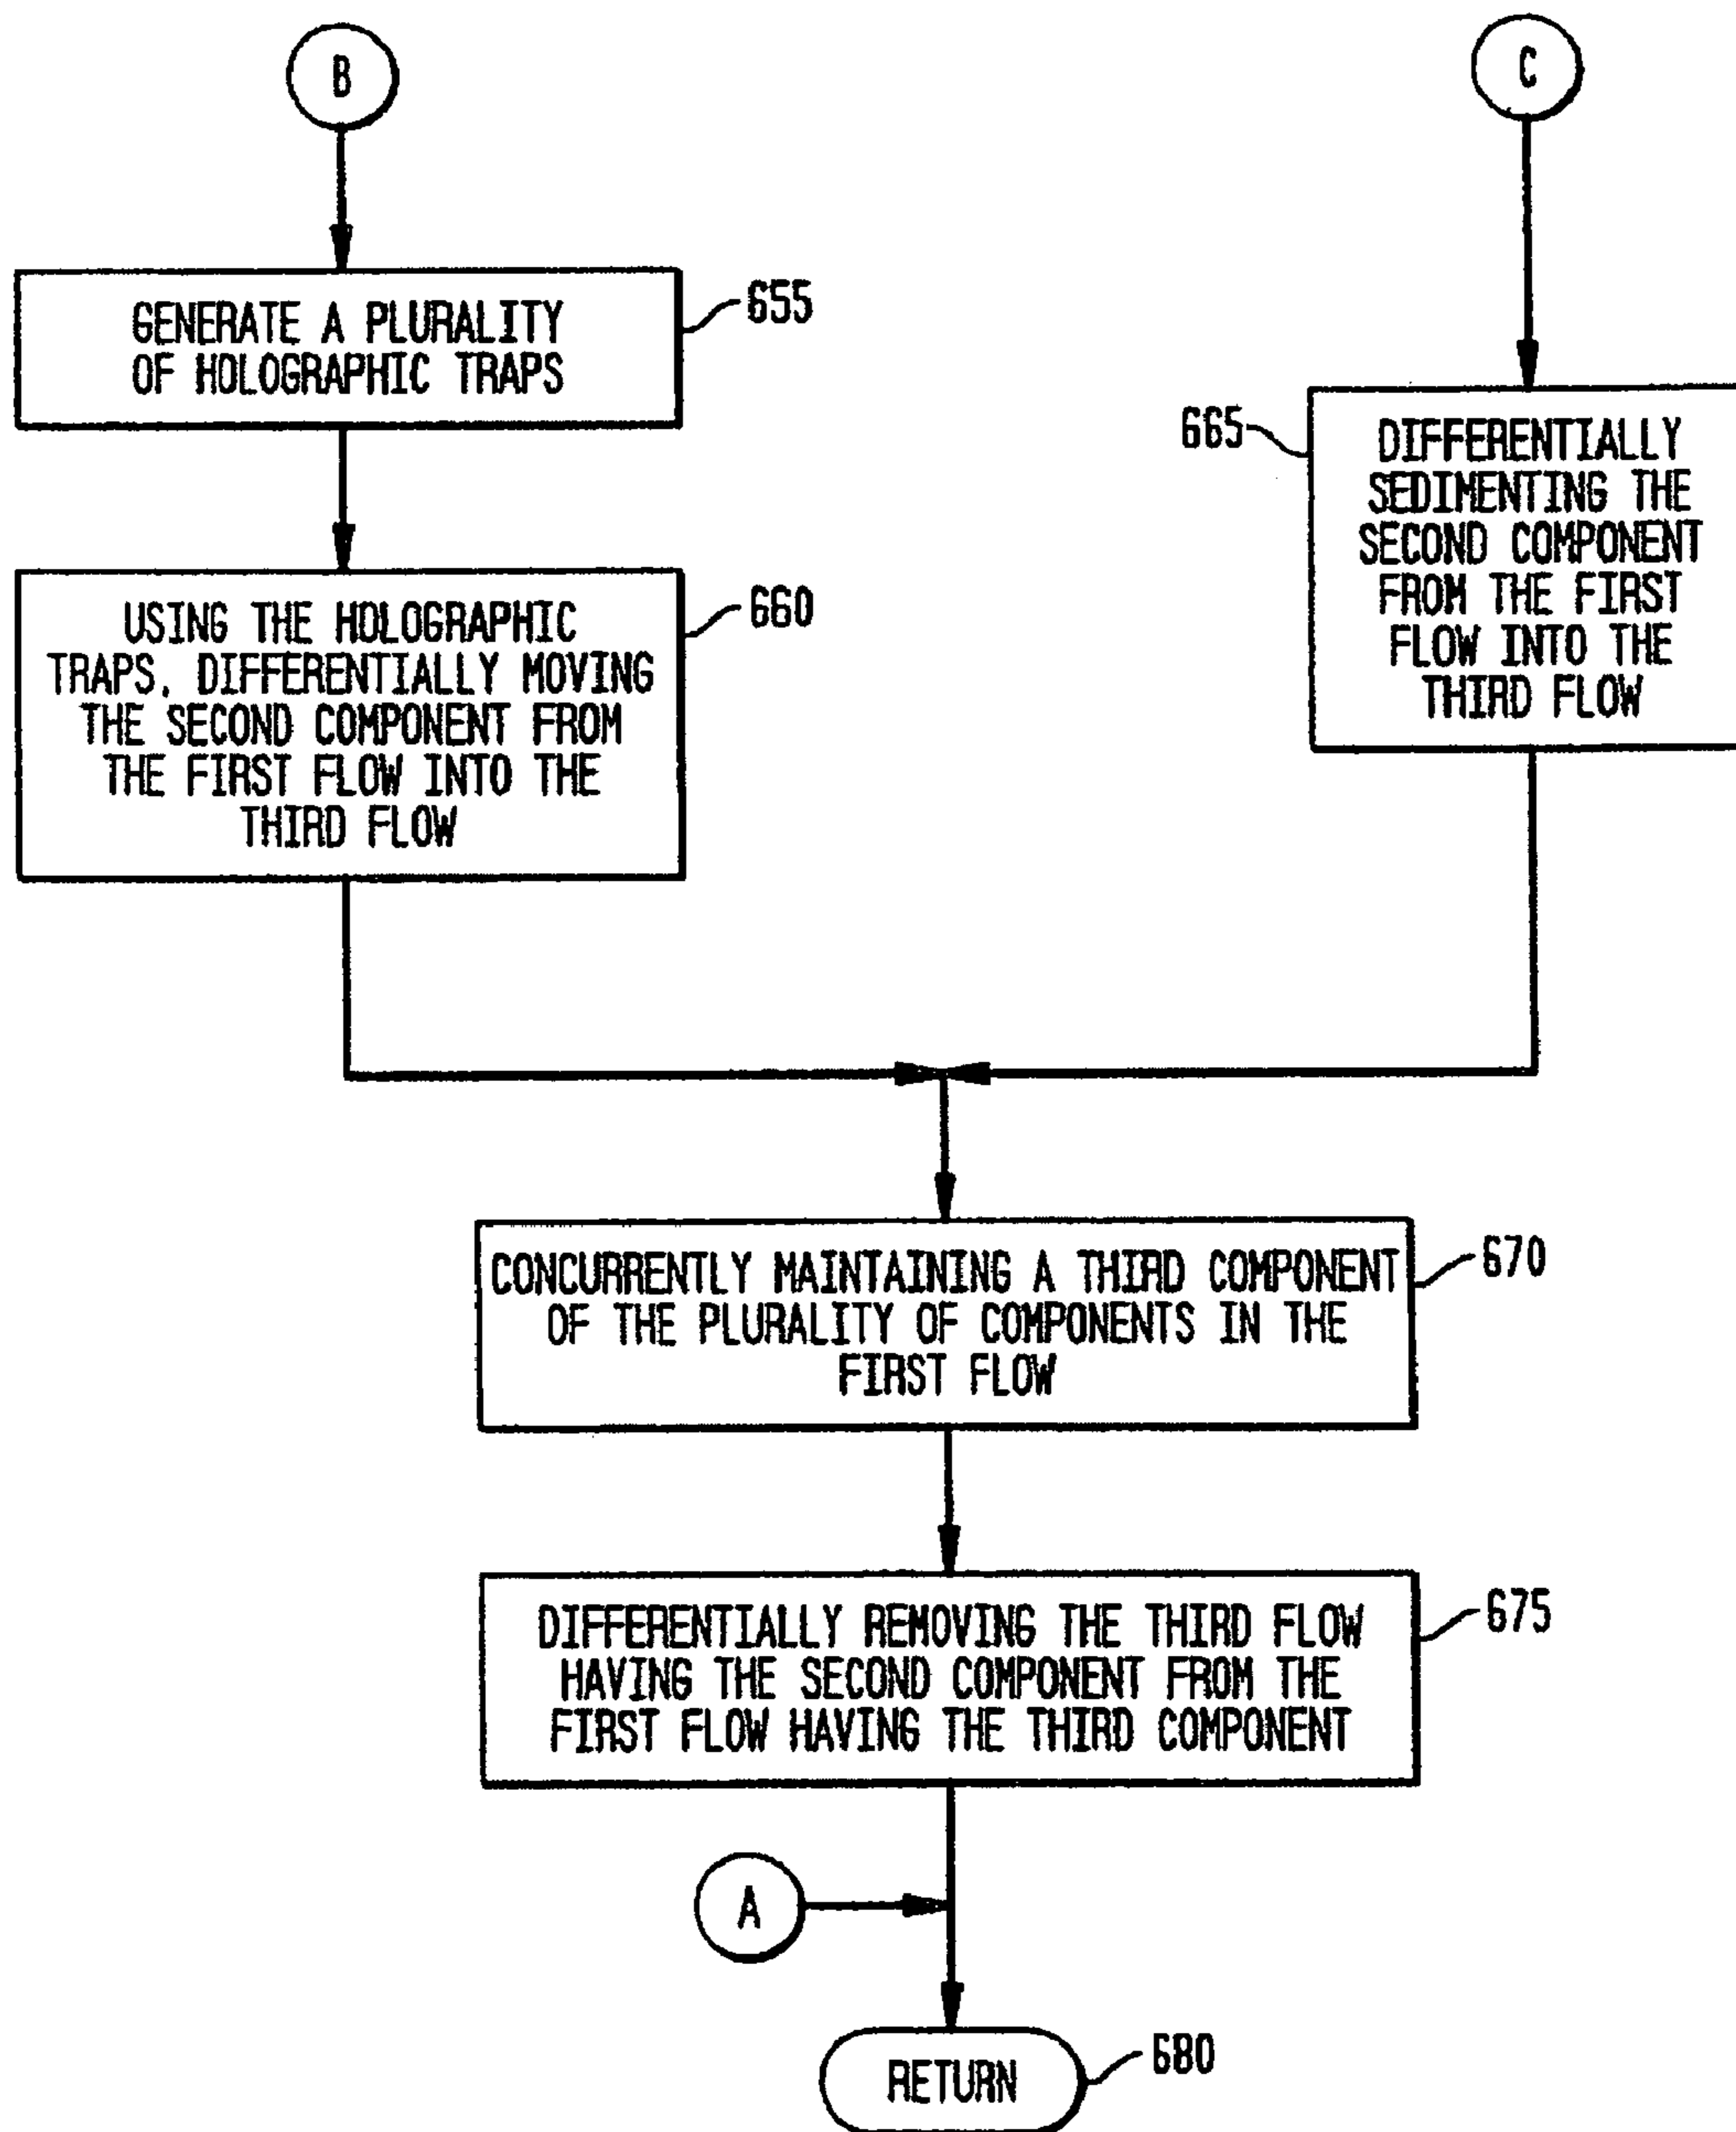 B
C
GENERATE A PLURALITY
OF HOLOGRAPHIC TRAPS
655
USING THE HOLOGRAPHIC
TRAPS, DIFFERENTIALLY MOVING
THE SECOND COMPONENT FROM
THE FIRST FLOW INTO THE
THIRD FLOW
660
665
DIFFERENTIALLY
SEDIMENTING THE
SECOND COMPONENT
FROM THE FIRST
FLOW INTO THE
THIRD FLOW
CONCURRENTLY MAINTAINING A THIRD COMPONENT
OF THE PLURALITY OF COMPONENTS IN THE
FIRST FLOW
670
DIFFERENTIALLY REMOVING THE THIRD FLOW
HAVING THE SECOND COMPONENT FROM THE
FIRST FLOW HAVING THE THIRD COMPONENT
675
A
RETURN
680